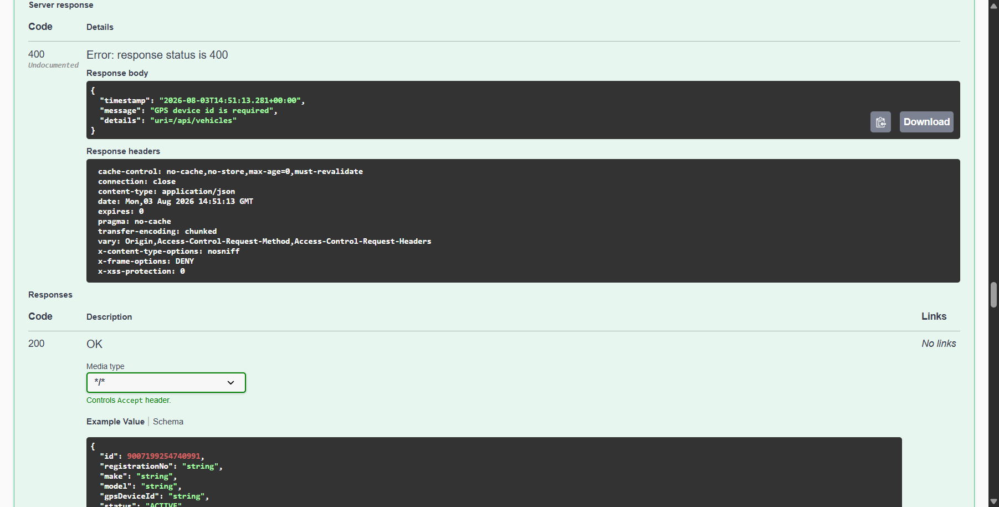 Server response
Code Details
400 Error: response status is 400
Undocumented
Response body
{
"timestamp": "2026-08-03T14:51:13.281+00:00",
"message": "GPS device id is required",
"details": "uri=/api/vehicles"
}
Download
Response headers
cache-control: no-cache,no-store,max-age=0,must-revalidate
connection: close
content-type: application/json
date: Mon,03 Aug 2026 14:51:13 GMT
expires: 0
pragma: no-cache
transfer-encoding: chunked
vary: Origin,Access-Control-Request-Method,Access-Control-Request-Headers
x-content-type-options: nosniff
x-frame-options: DENY
x-xss-protection: 0
Responses
Code Description Links
200 OK No links
Media type
*/*
Controls Accept header.
Example Value Schema
{
"id": 9007199254740991,
"registrationNo": "string",
"make": "string",
"model": "string",
"gpsDeviceId": "string",
"status": "ACTIVE"